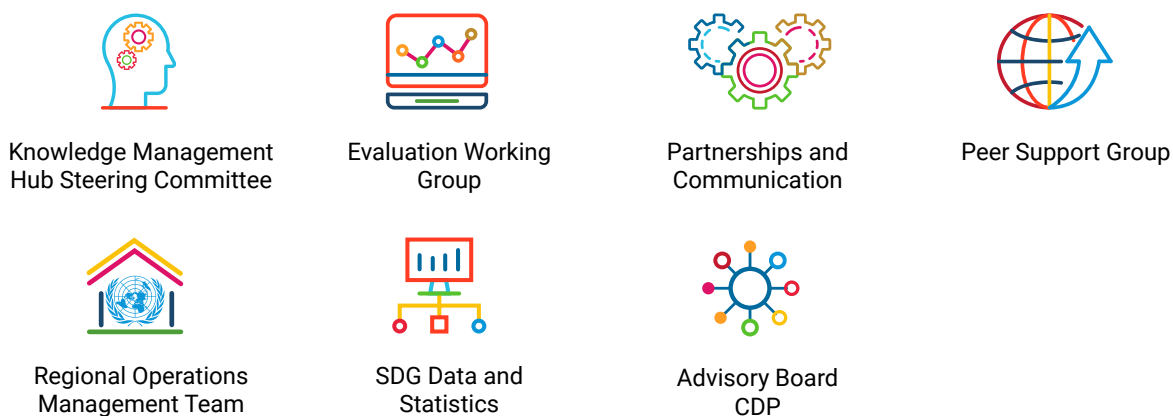 Knowledge Management
Hub Steering Committee
Evaluation Working
Group
Partnerships and
Communication
Peer Support Group
Regional Operations
Management Team
SDG Data and
Statistics
Advisory Board
CDP